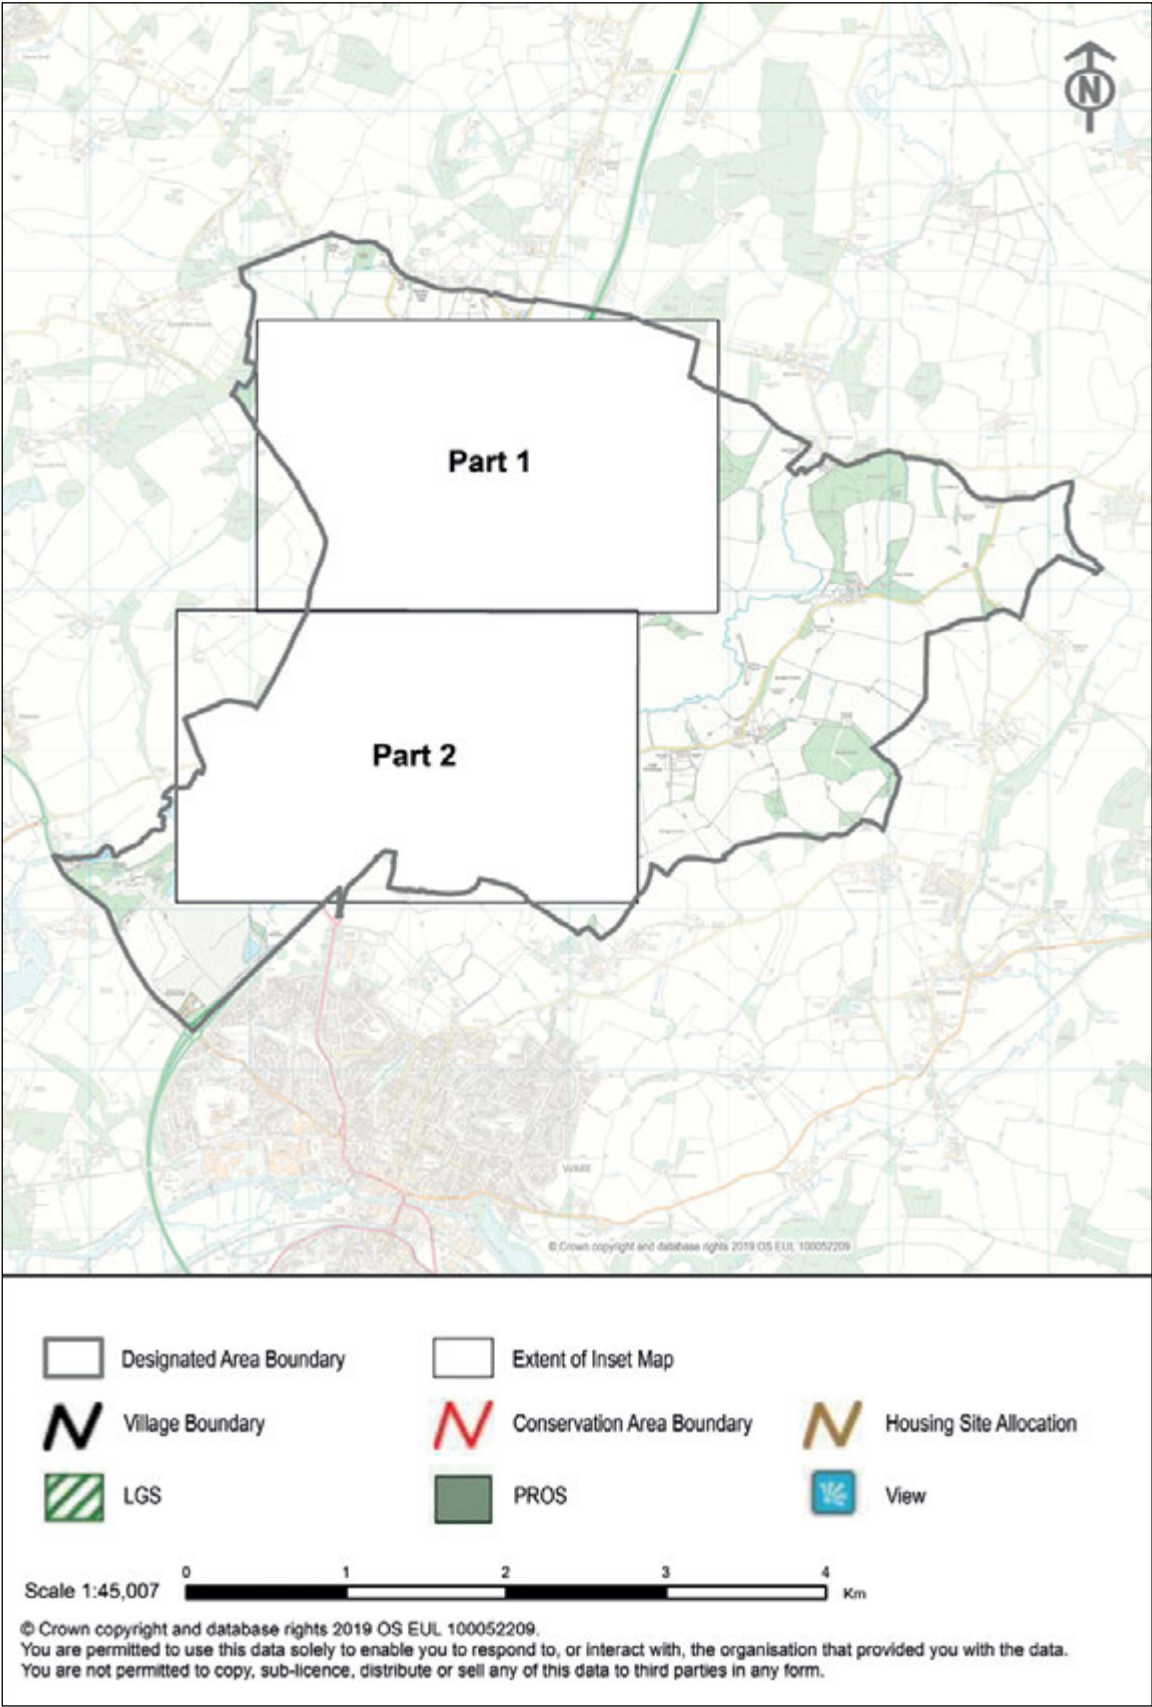 N
Part 1
Part 2
WARE
© Crown copyright and database rights 2019 OS EUL 100052209
Designated Area Boundary
Extent of Inset Map
Village Boundary
Conservation Area Boundary
Housing Site Allocation
LGS
PROS
View
0 1 2 3 4
Scale 1:45,007
Km
© Crown copyright and database rights 2019 OS EUL 100052209.
You are permitted to use this data solely to enable you to respond to, or interact with, the organisation that provided you with the data.
You are not permitted to copy, sub-licence, distribute or sell any of this data to third parties in any form.